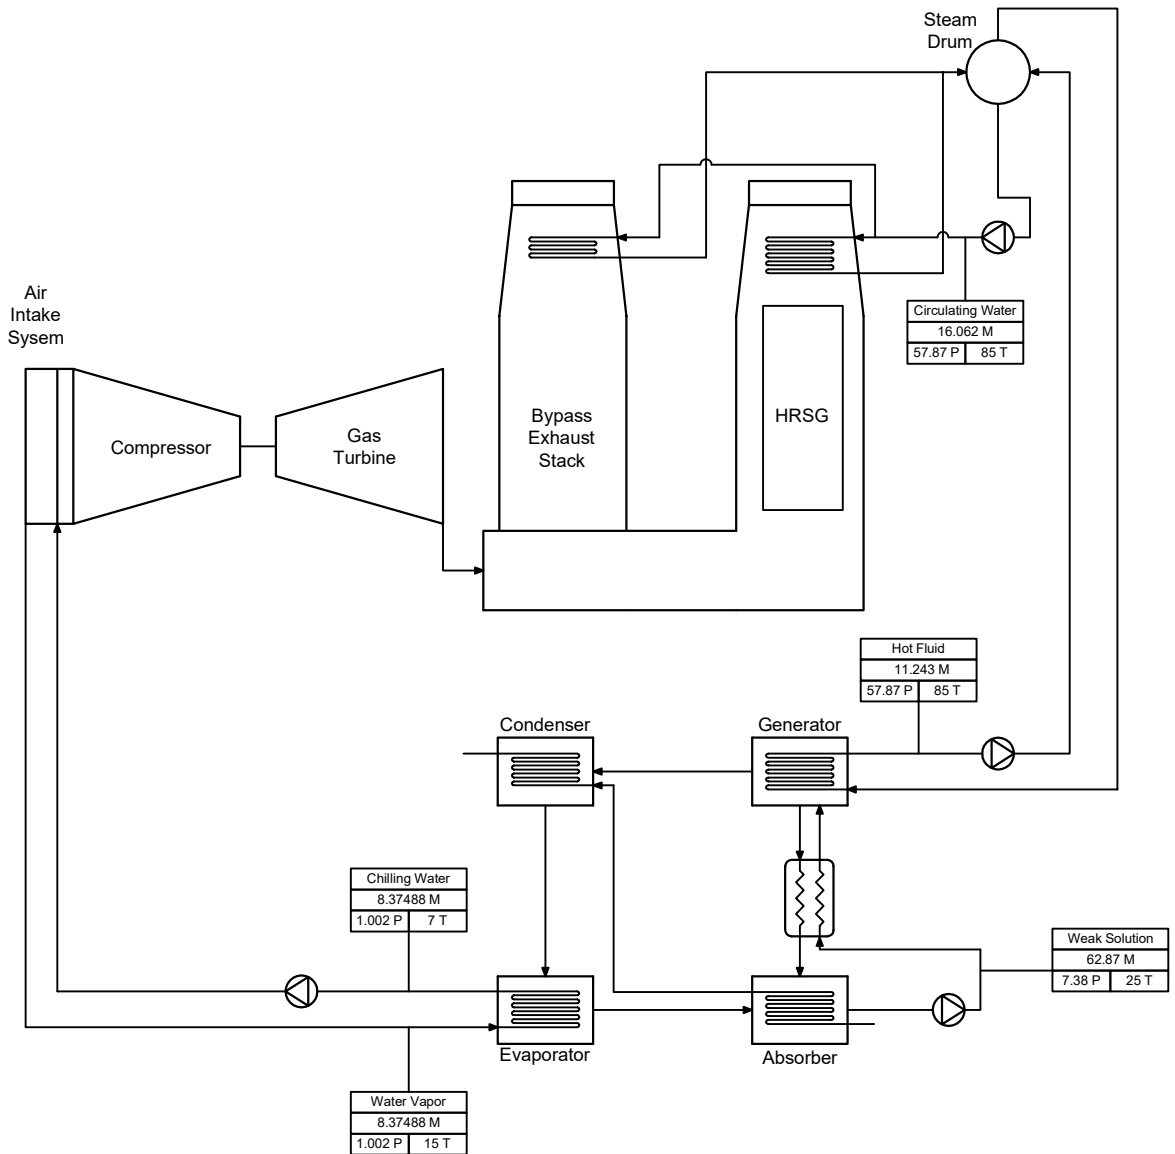 Steam
Drum
Air
Intake
Sysem
Compressor
Gas
Turbine
Bypass
Exhaust
Stack
HRSG
Circulating Water
16.062 M
57.87 P
85 T
Hot Fluid
11.243 M
57.87 P
85 T
Condenser
Generator
Chilling Water
8.37488 M
1.002 P
7 T
Weak Solution
62.87 M
7.38 P
25 T
Evaporator
Absorber
Water Vapor
8.37488 M
1.002 P
15 T